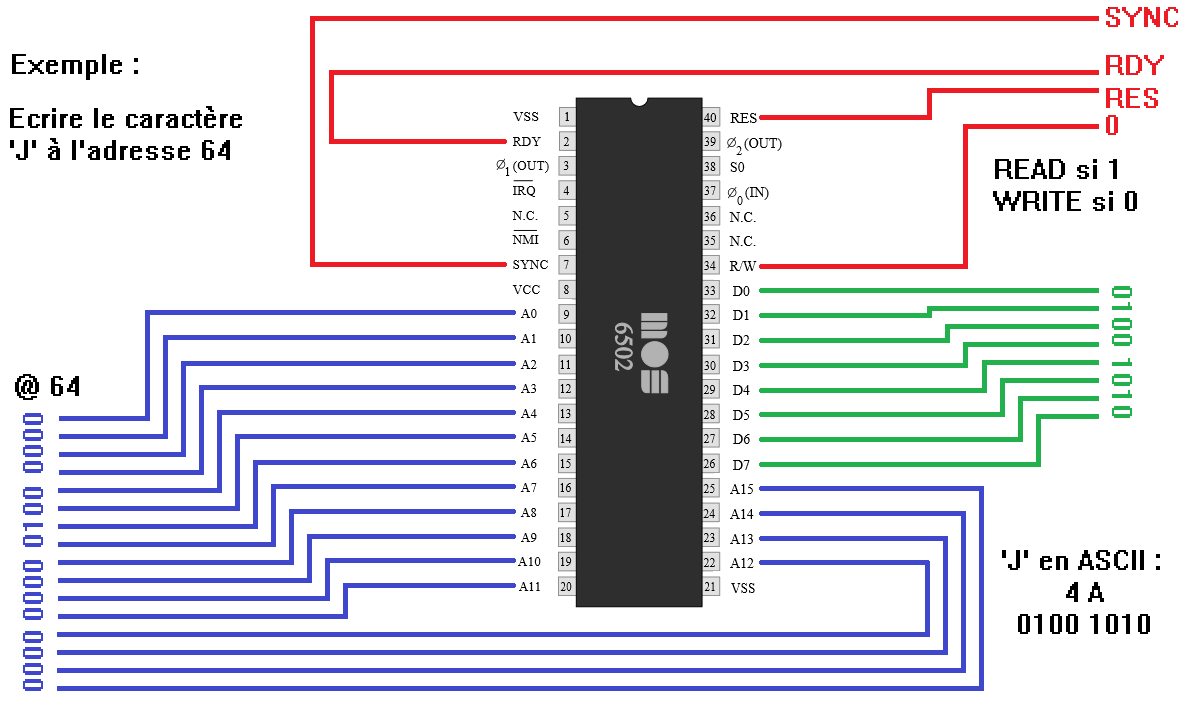 SYNC
Exemple :
RDY
RES
0
Ecrire le caractère
'J' à l'adresse 64
READ si 1
WRITE si 0
VSS 1
RDY 2
Ø1(OUT) 3
IRQ 4
N.C. 5
NMI 6
SYNC 7
VCC 8
A0 9
A1 10
A2 11
A3 12
A4 13
A5 14
A6 15
A7 16
A8 17
A9 18
A10 19
A11 20
MOS
6502
40 RES
39 Ø2(OUT)
38 S0
37 Ø0(IN)
36 N.C.
35 N.C.
34 R/W
33 D0
32 D1
31 D2
30 D3
29 D4
28 D5
27 D6
26 D7
25 A15
24 A14
23 A13
22 A12
21 VSS
@ 64
0000 0000 0100 0000
0100 1010
'J' en ASCII :
4 A
0100 1010